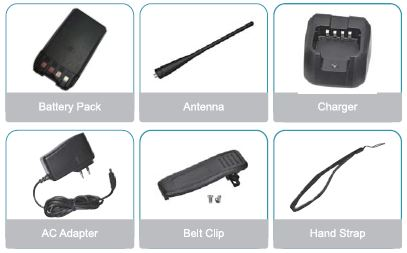 Battery Pack
Antenna
Charger
AC Adapter
Belt Clip
Hand Strap